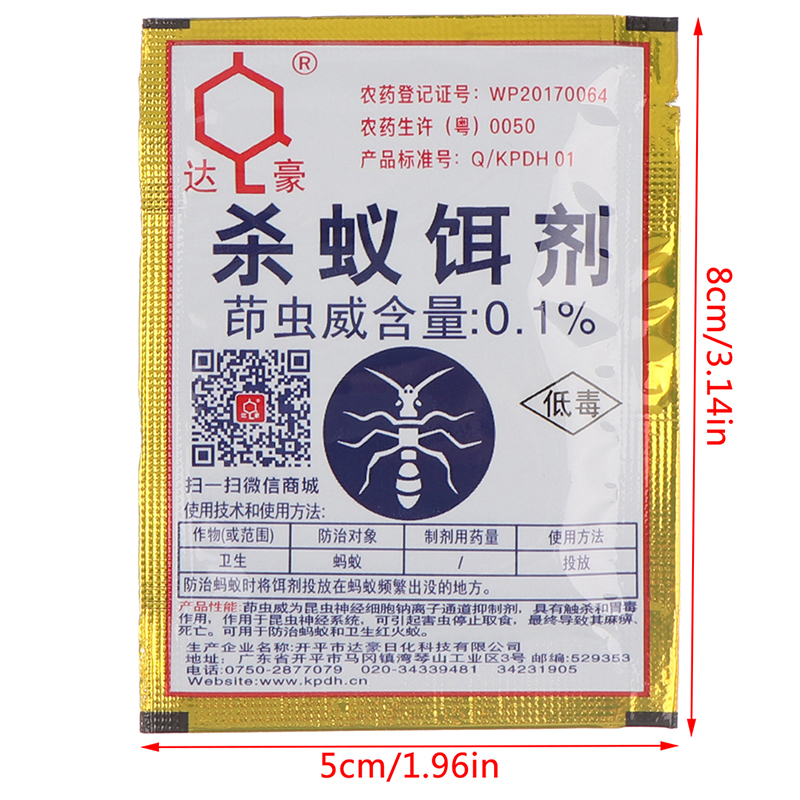 ®
达豪
农药登记证号：WP20170064
农药生许（粤）0050
产品标准号：Q/KPDH 01
杀蚁饵剂
茚虫威含量:0.1%
低毒
扫一扫微信商城
使用技术和使用方法:
作物(或范围) 防治对象 制剂用药量 使用方法
卫生 蚂蚁 / 投放
防治蚂蚁时将饵剂投放在蚂蚁频繁出没的地方。
产品性能:茚虫威为昆虫神经细胞钠离子通道抑制剂，具有触杀和胃毒
作用，作用于昆虫神经系统，可引起害虫停止取食，最终导致其麻痹、
死亡。可用于防治蚂蚁和卫生红火蚁。
生产企业名称:开平市达豪日化科技有限公司
地址：广东省开平市马冈镇湾琴山工业区3号 邮编:529353
电话:0750-2877079 020-34339481 34231905
Website:www.kpdh.cn
8cm/3.14in
5cm/1.96in